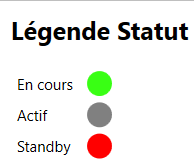 Légende Statut
En cours
Actif
Standby